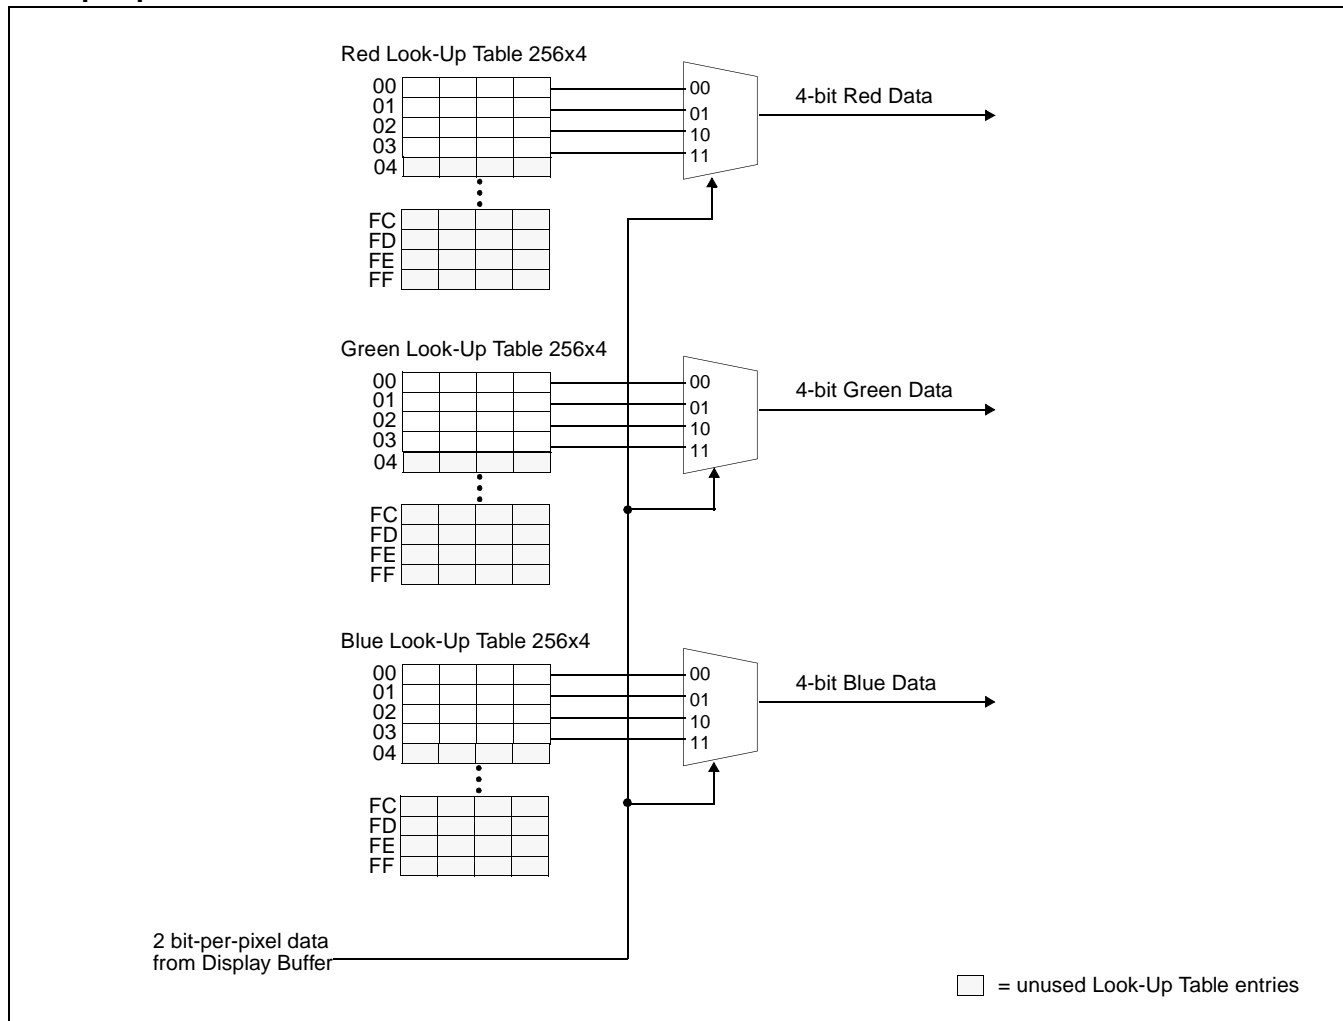 Red Look-Up Table 256x4
00
01
02
03
04
FC
FD
FE
FF
00
01
10
11
4-bit Red Data
Green Look-Up Table 256x4
00
01
02
03
04
FC
FD
FE
FF
00
01
10
11
4-bit Green Data
Blue Look-Up Table 256x4
00
01
02
03
04
FC
FD
FE
FF
00
01
10
11
4-bit Blue Data
2 bit-per-pixel data
from Display Buffer
= unused Look-Up Table entries